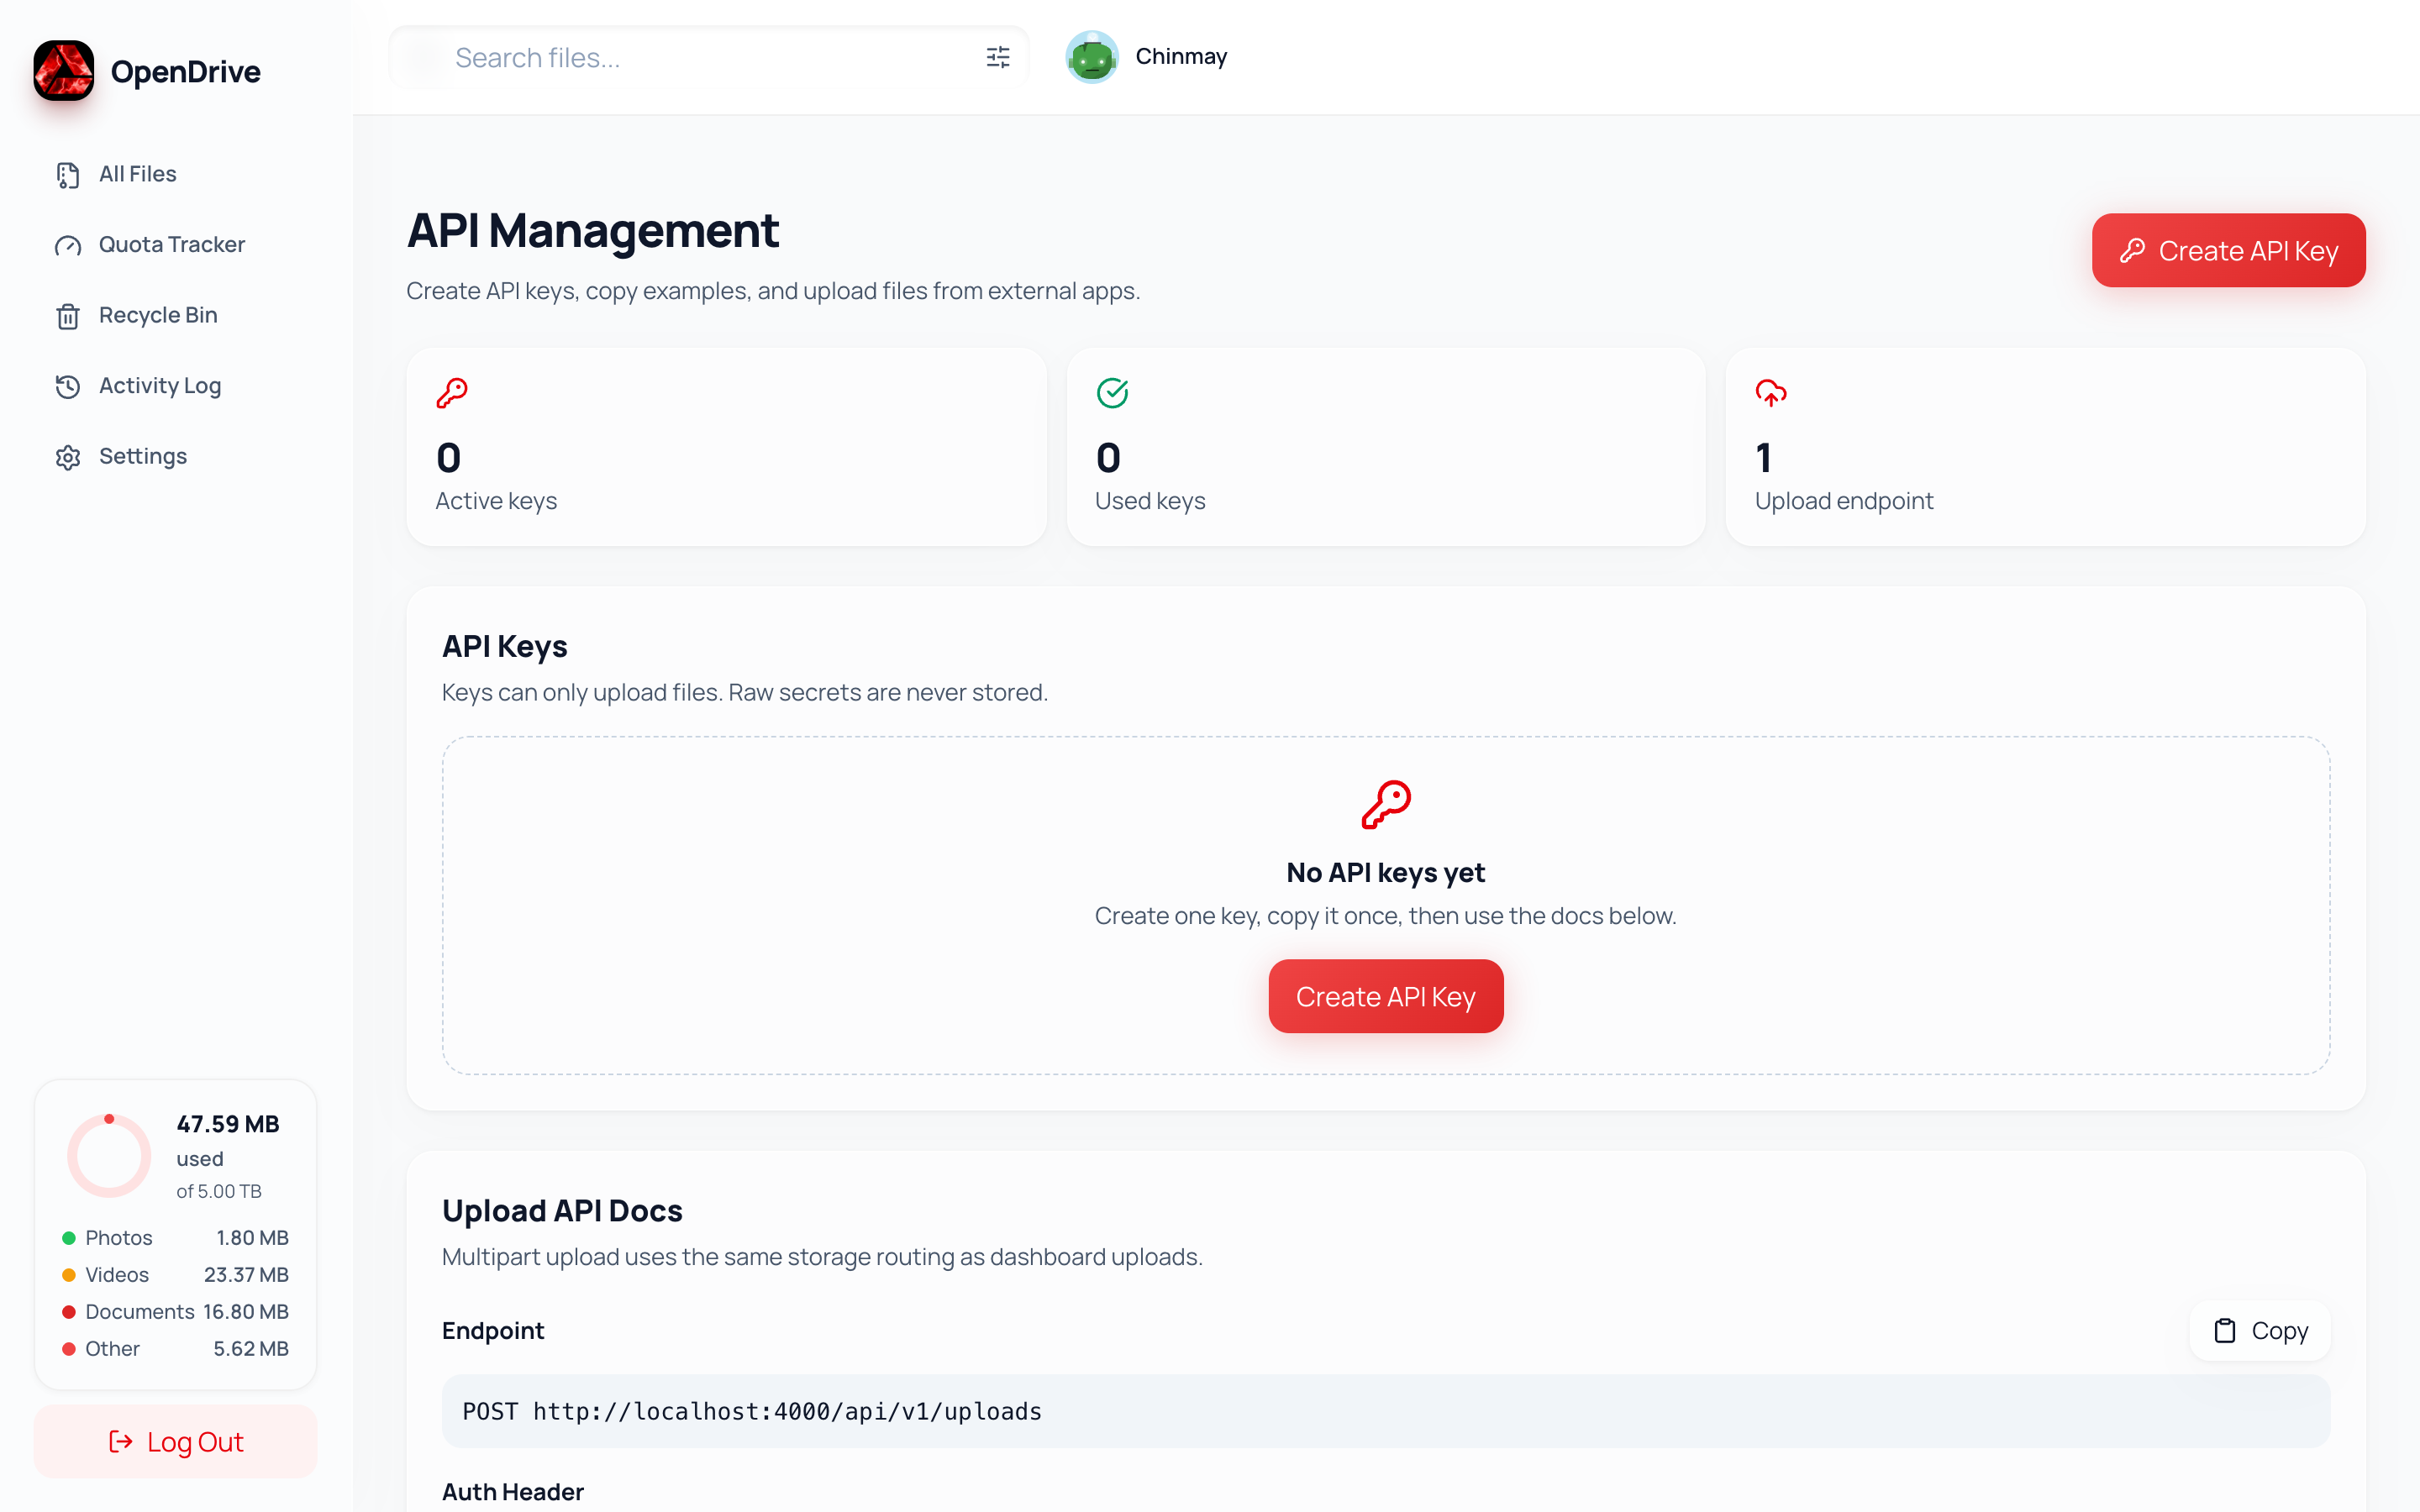 OpenDrive
All Files
Quota Tracker
Recycle Bin
Activity Log
Settings
47.59 MB
used
of 5.00 TB
Photos 1.80 MB
Videos 23.37 MB
Documents 16.80 MB
Other 5.62 MB
Log Out
Search files...
Chinmay
API Management
Create API keys, copy examples, and upload files from external apps.
Create API Key
0
Active keys
0
Used keys
1
Upload endpoint
API Keys
Keys can only upload files. Raw secrets are never stored.
No API keys yet
Create one key, copy it once, then use the docs below.
Create API Key
Upload API Docs
Multipart upload uses the same storage routing as dashboard uploads.
Endpoint
Copy
POST http://localhost:4000/api/v1/uploads
Auth Header